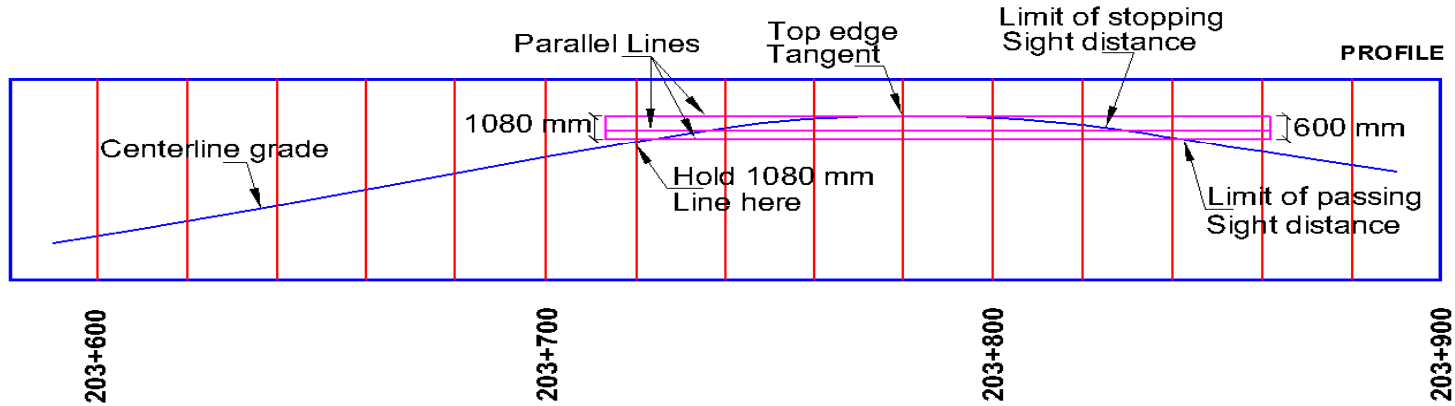 Parallel Lines
Top edge
Tangent
Limit of stopping
Sight distance
PROFILE
1080 mm
600 mm
Centerline grade
Hold 1080 mm
Line here
Limit of passing
Sight distance
203+600
203+700
203+800
203+900